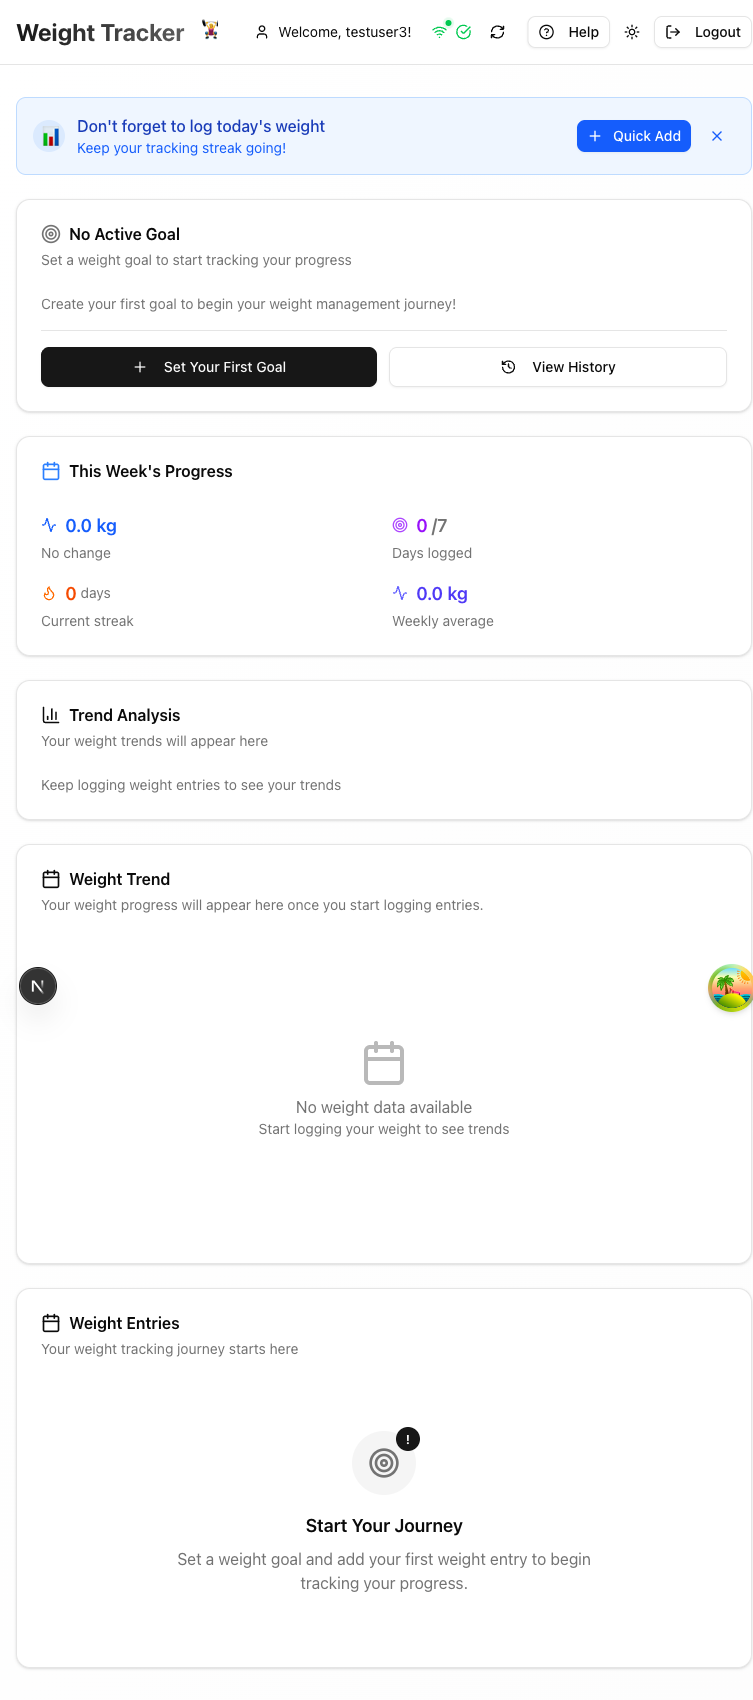 Weight Tracker
Welcome, testuser3!
Help
Logout
Don't forget to log today's weight
Keep your tracking streak going!
Quick Add
No Active Goal
Set a weight goal to start tracking your progress
Create your first goal to begin your weight management journey!
Set Your First Goal
View History
This Week's Progress
0.0 kg
No change
0 /7
Days logged
0 days
Current streak
0.0 kg
Weekly average
Trend Analysis
Your weight trends will appear here
Keep logging weight entries to see your trends
Weight Trend
Your weight progress will appear here once you start logging entries.
N
No weight data available
Start logging your weight to see trends
Weight Entries
Your weight tracking journey starts here
!
Start Your Journey
Set a weight goal and add your first weight entry to begin
tracking your progress.